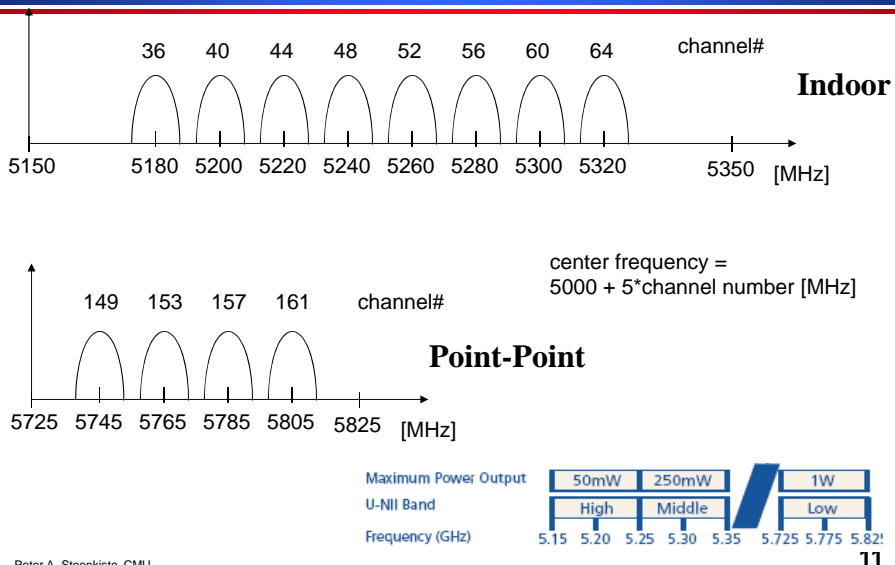 36 40 44 48 52 56 60 64 channel#
Indoor
5150 5180 5200 5220 5240 5260 5280 5300 5320 5350 [MHz]
center frequency =
5000 + 5*channel number [MHz]
149 153 157 161 channel#
Point-Point
5725 5745 5765 5785 5805 5825 [MHz]
Maximum Power Output 50mW 250mW 1W
U-NII Band High Middle Low
Frequency (GHz) 5.15 5.20 5.25 5.30 5.35 5.725 5.775 5.825
Peter A. Steenkiste, CMU
11